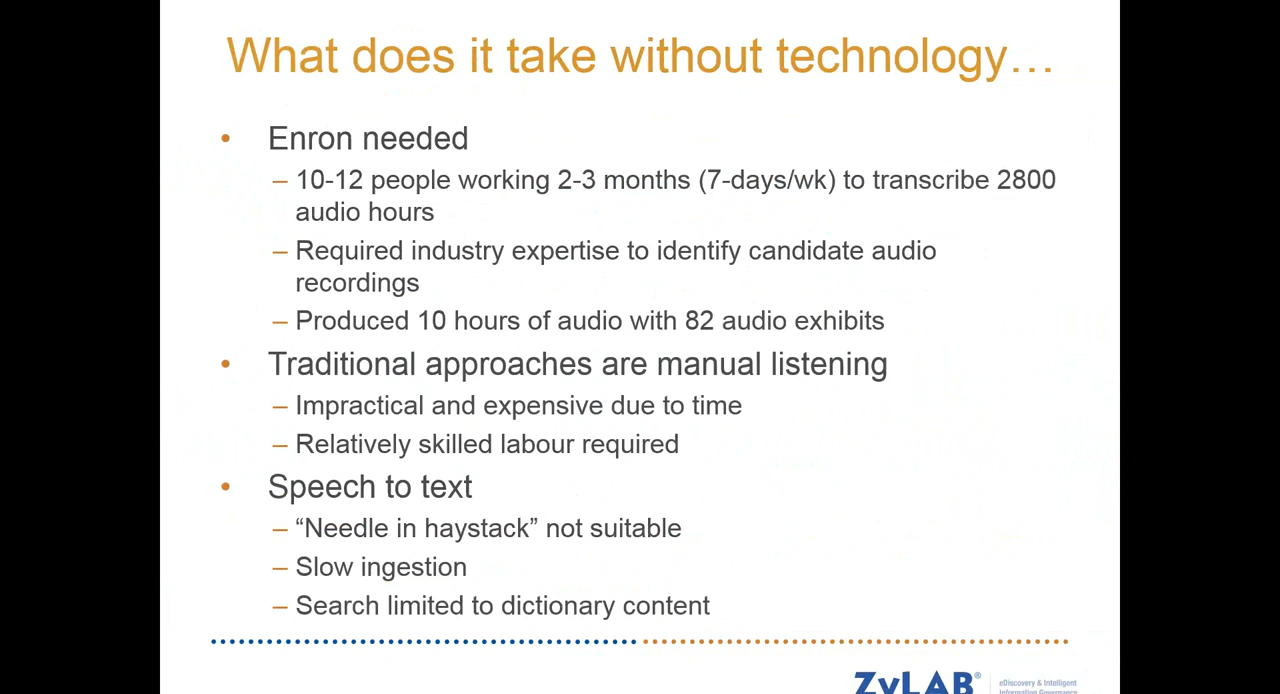 What does it take without technology…
• Enron needed
– 10-12 people working 2-3 months (7-days/wk) to transcribe 2800
audio hours
– Required industry expertise to identify candidate audio
recordings
– Produced 10 hours of audio with 82 audio exhibits
• Traditional approaches are manual listening
– Impractical and expensive due to time
– Relatively skilled labour required
• Speech to text
– “Needle in haystack” not suitable
– Slow ingestion
– Search limited to dictionary content
ZyLAB®
eDiscovery & Intelligent
Information Governance